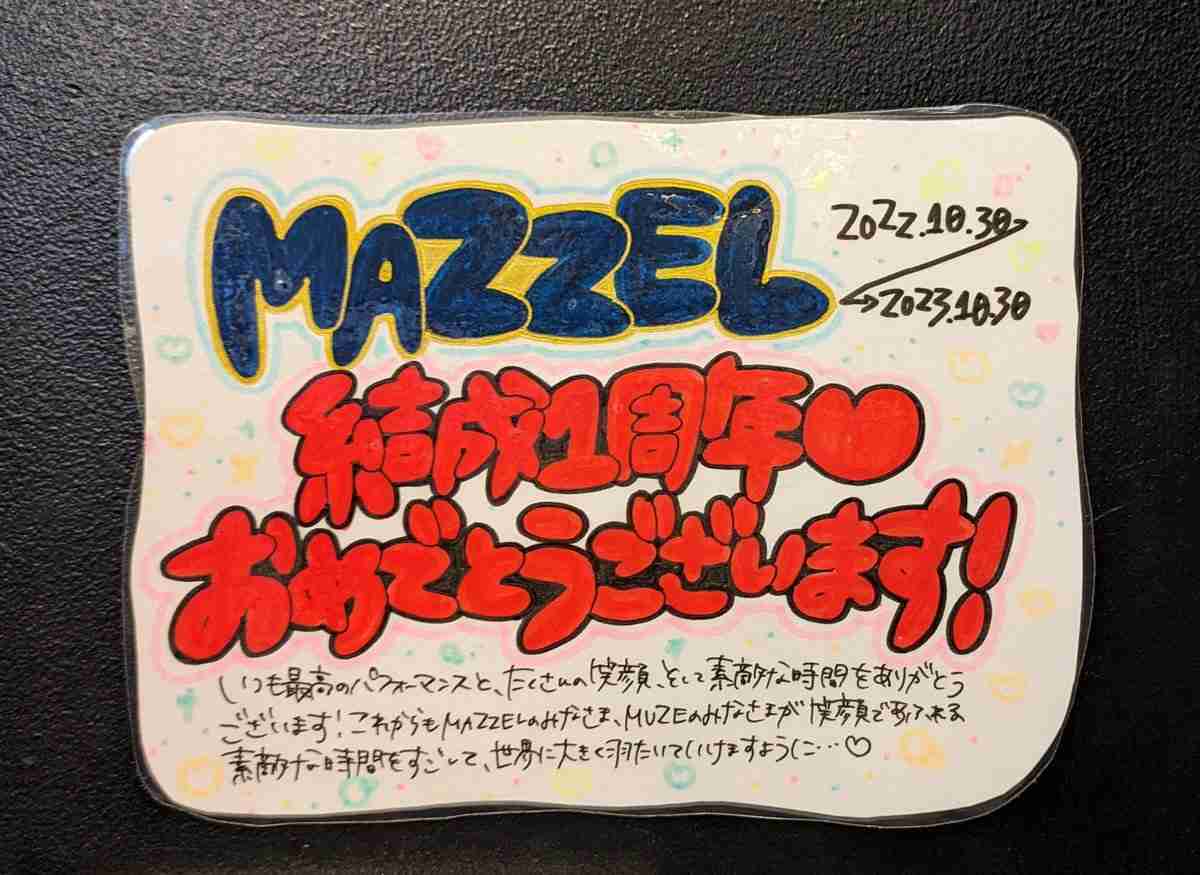 MAZZEL
2022.10.30
2023.10.30
結成1周年♥
おめでとうございます!
いつも最高のパフォーマンスと、たくさんの笑顔、そして素敵な時間をありがとう
ございます!これからもMAZZELのみなさま、MUZEのみなさまが笑顔であふれる
素敵な時間をすごして、世界に大きく羽たいていけますように…♡